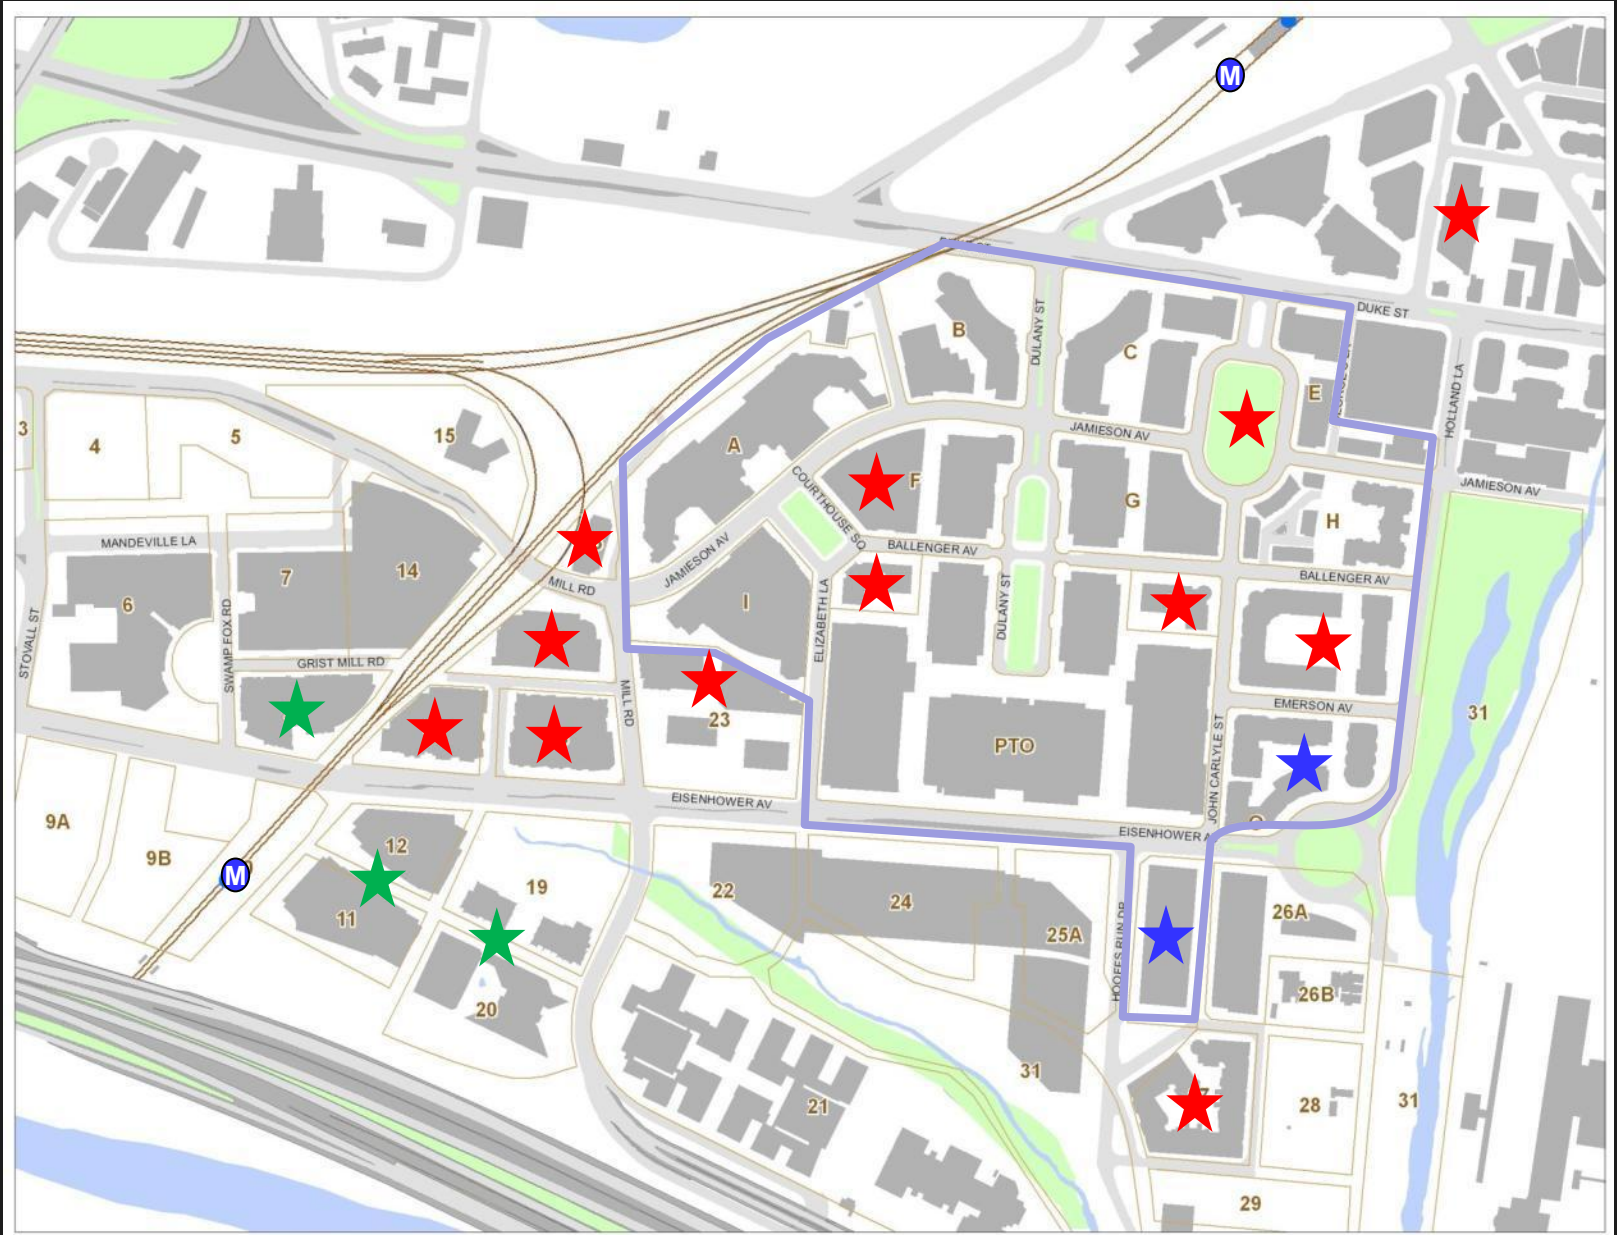 M
DUKE ST
B
DULANY ST
C
E
HOLLAND LA
3
4
5
15
A
JAMIESON AV
F
COURTHOUSE SQ
G
JAMIESON AV
H
MANDEVILLE LA
7
14
BALLENGER AV
JAMIESON AV
MILL RD
BALLENGER AV
6
I
STOVALL ST
SWAMP FOX RD
ELIZABETH LA
DULANY ST
GRIST MILL RD
MILL RD
23
EMERSON AV
31
PTO
JOHN CARLYLE ST
EISENHOWER AV
EISENHOWER A
9A
9B
M
12
11
19
20
22
24
25A
HOOFFS RUN DR
26A
26B
31
21
28
31
29